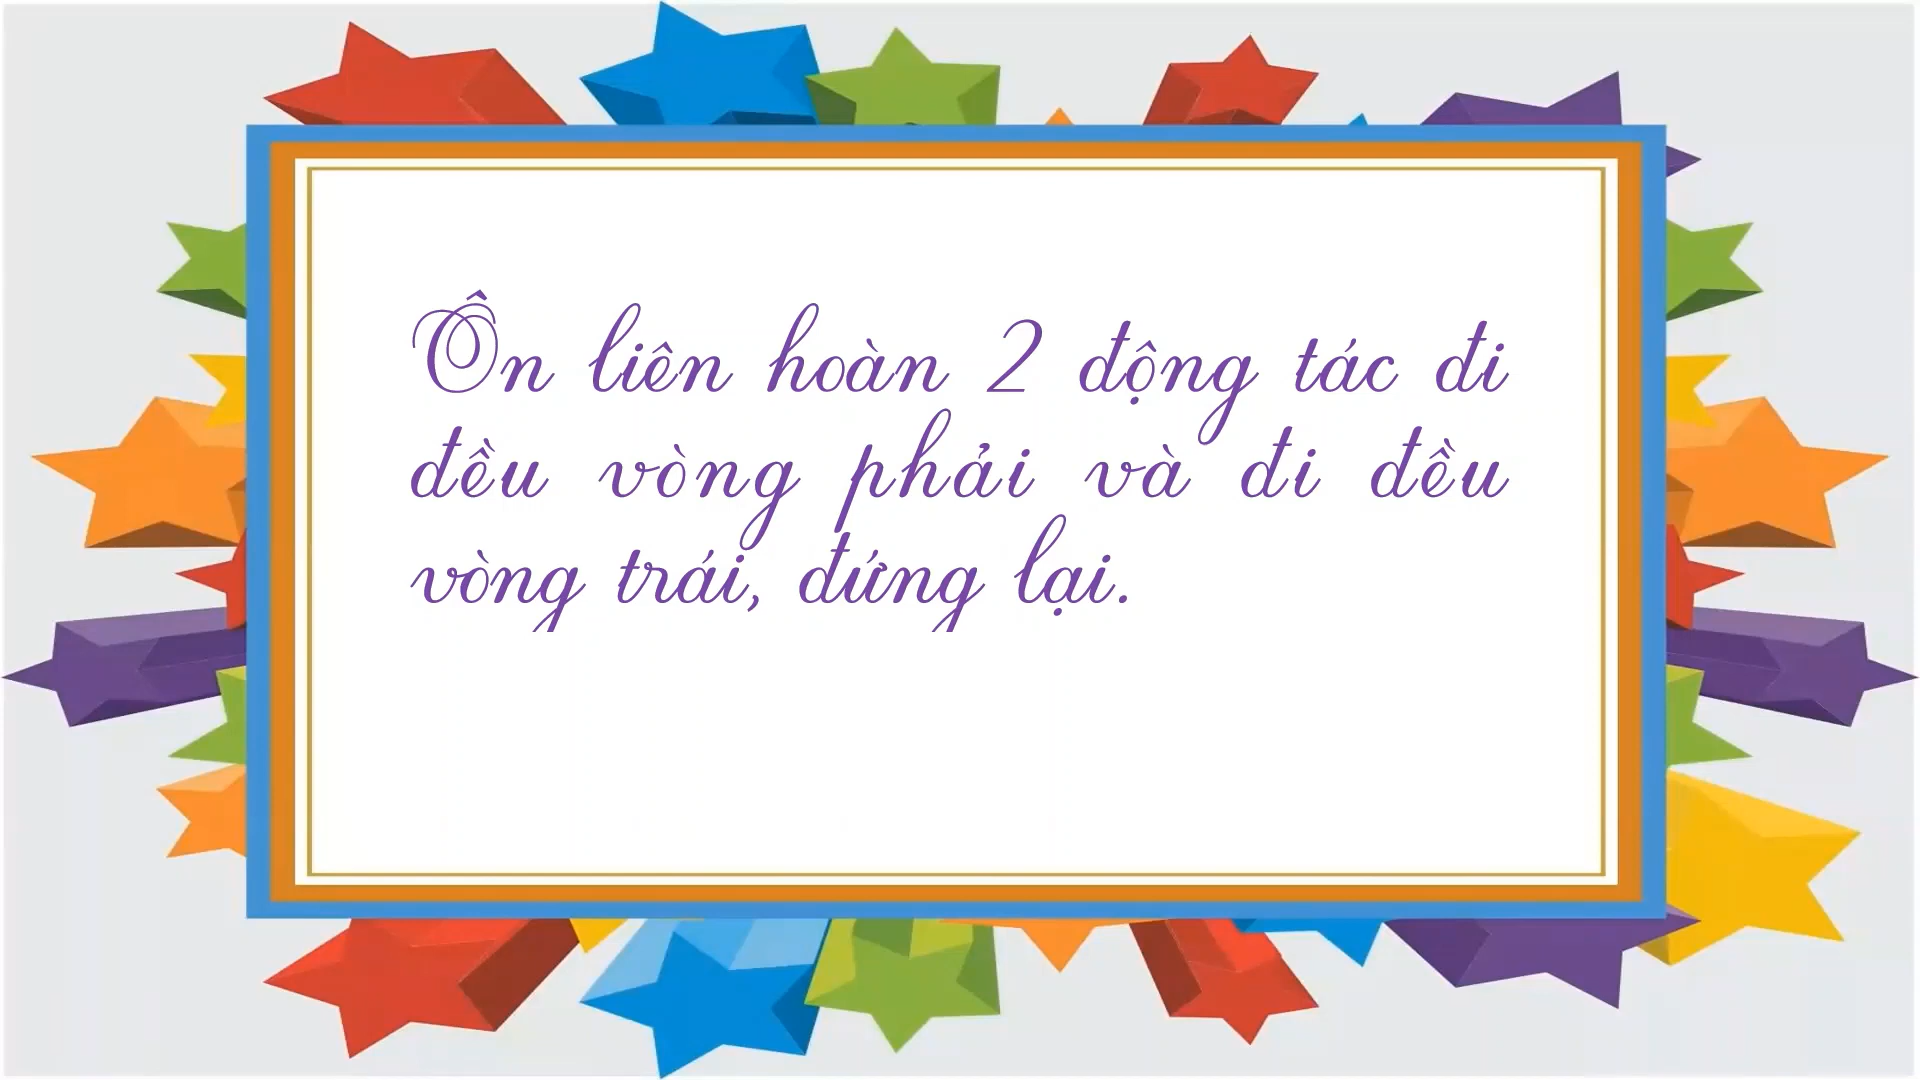 Ôn liên hoàn 2 động tác đi
đều vòng phải và đi đều
vòng trái, đứng lại.